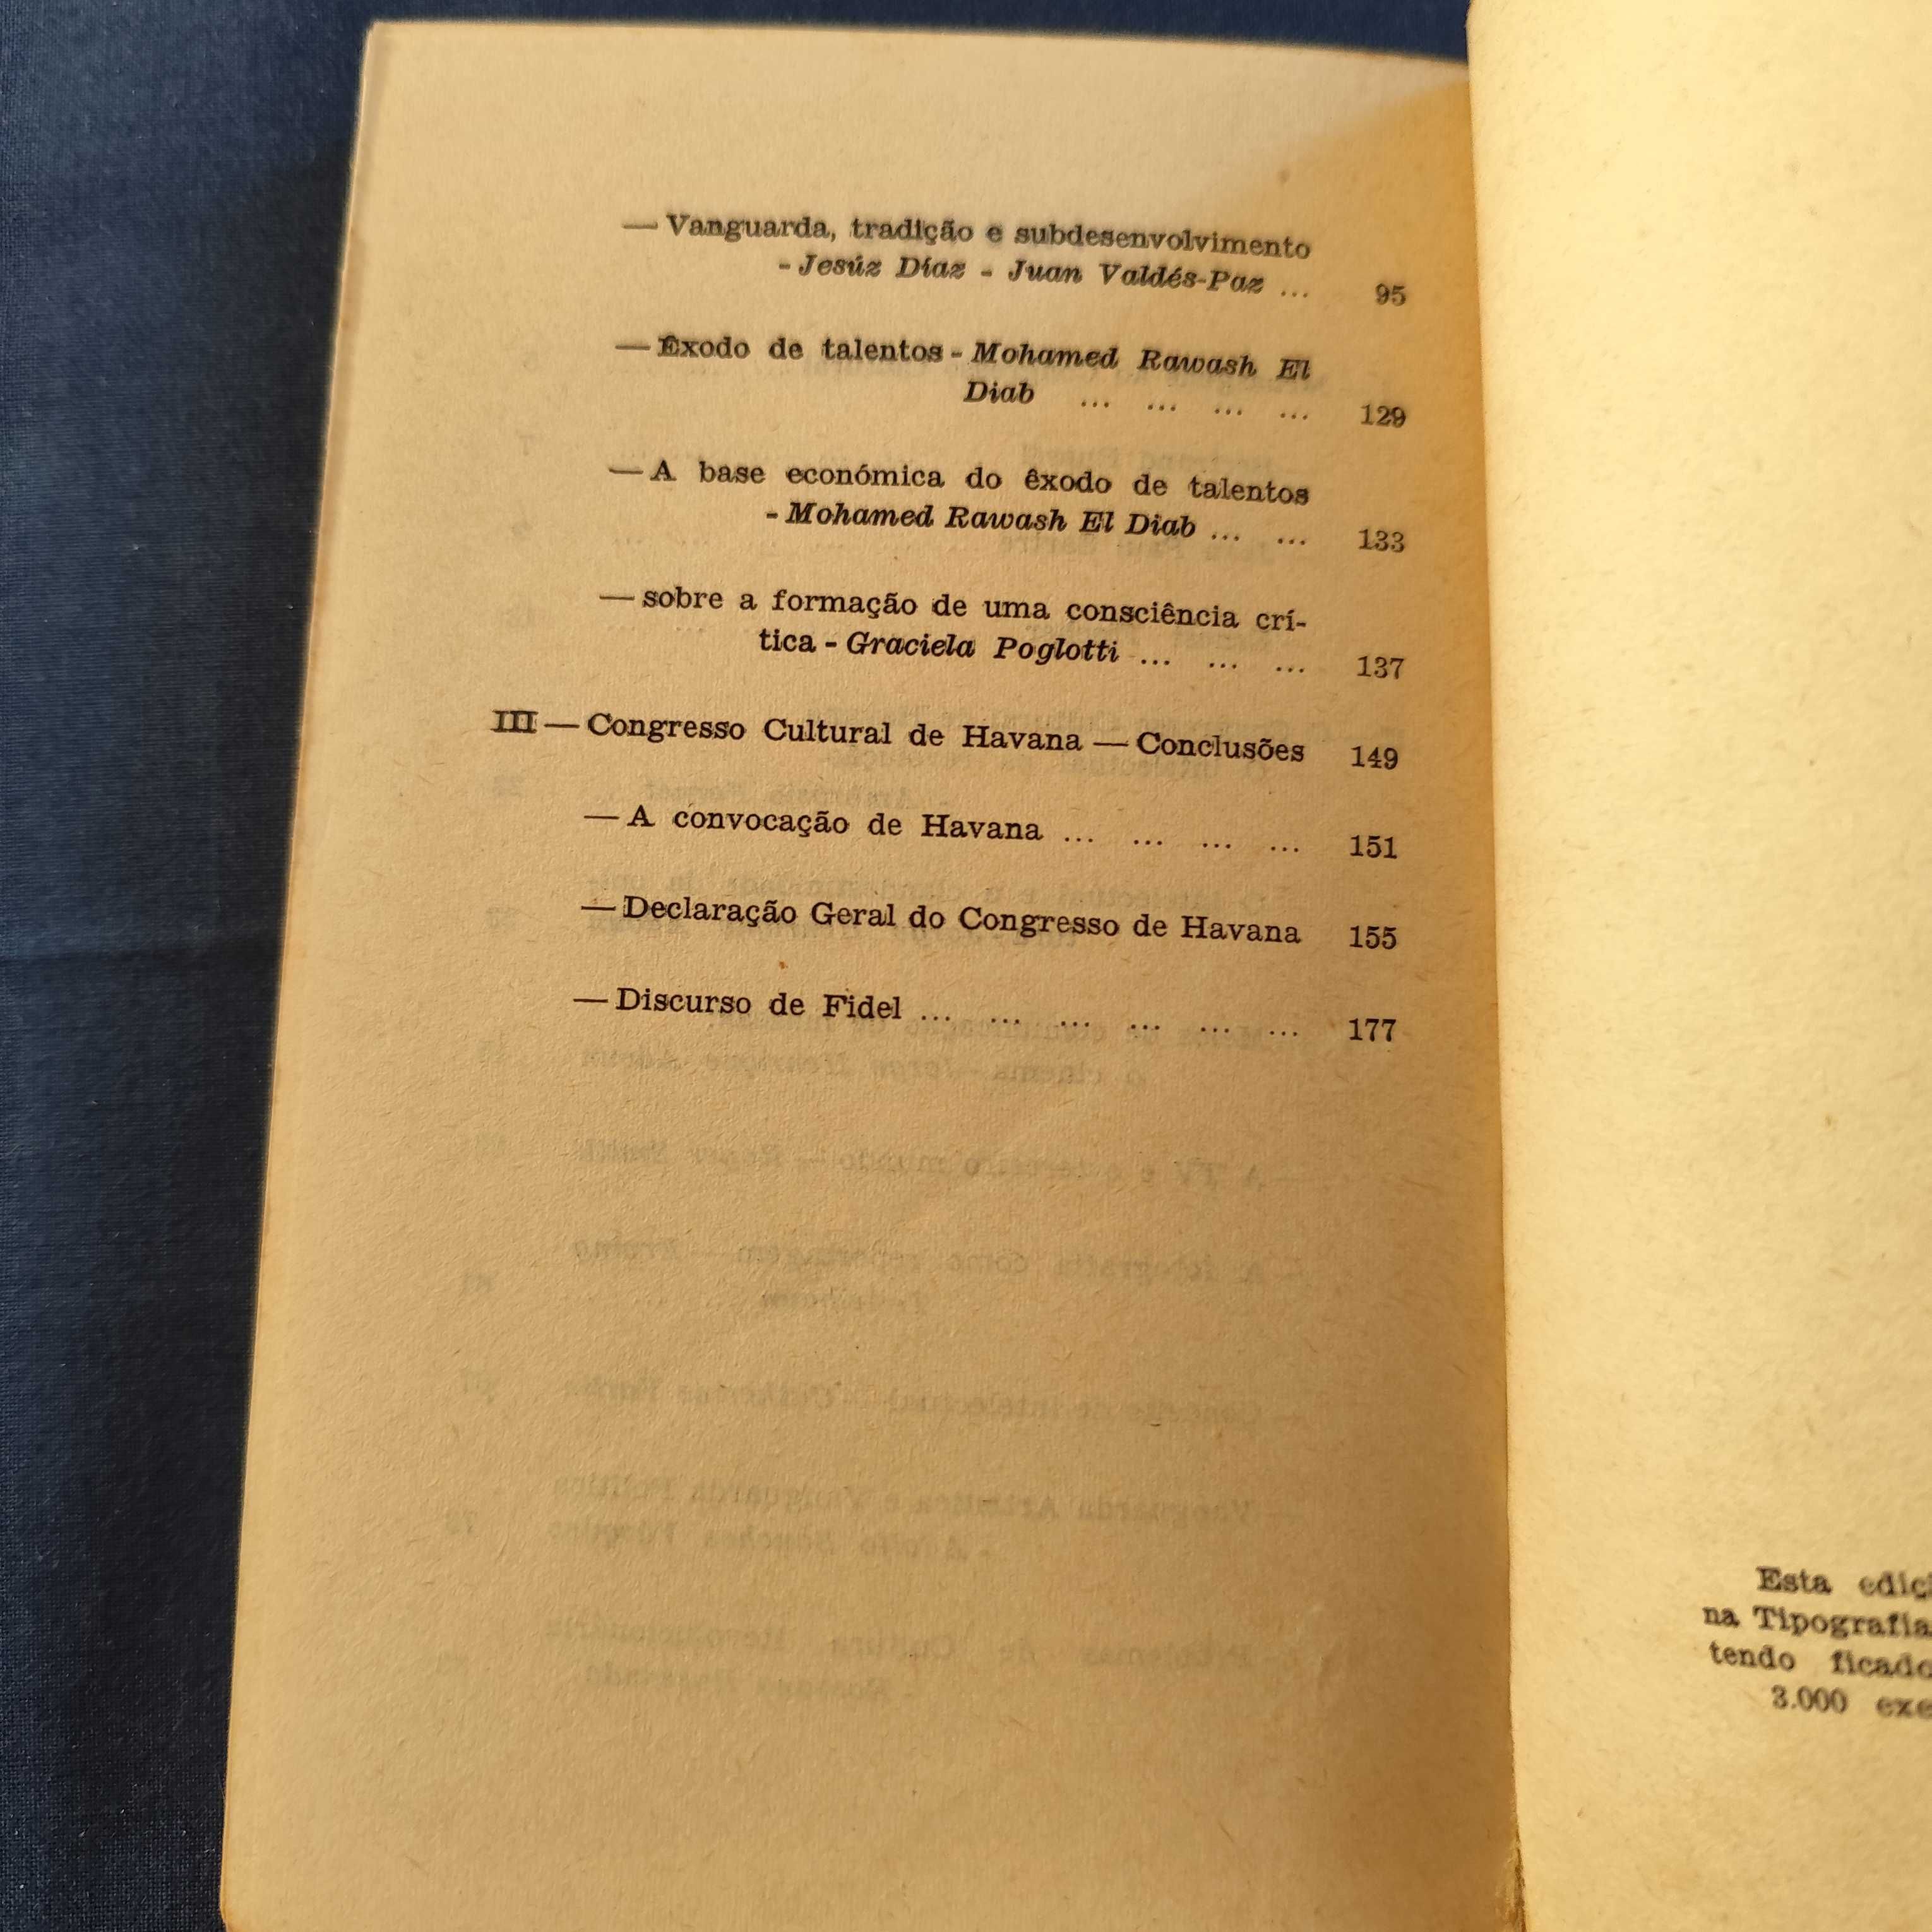 — Vanguarda, tradição e subdesenvolvimento
- Jesúz Díaz - Juan Valdés-Paz ... 95
— Êxodo de talentos - Mohamed Rawash El
Diab ... ... ... ... 129
— A base económica do êxodo de talentos
- Mohamed Rawash El Diab ... ... 133
— sobre a formação de uma consciência crí-
tica - Graciela Poglotti ... ... ... 137
III — Congresso Cultural de Havana — Conclusões 149
— A convocação de Havana ... ... ... ... 151
— Declaração Geral do Congresso de Havana 155
— Discurso de Fidel ... ... ... ... ... ... 177
Esta ediç
na Tipografia
tendo ficado
3.000 exe